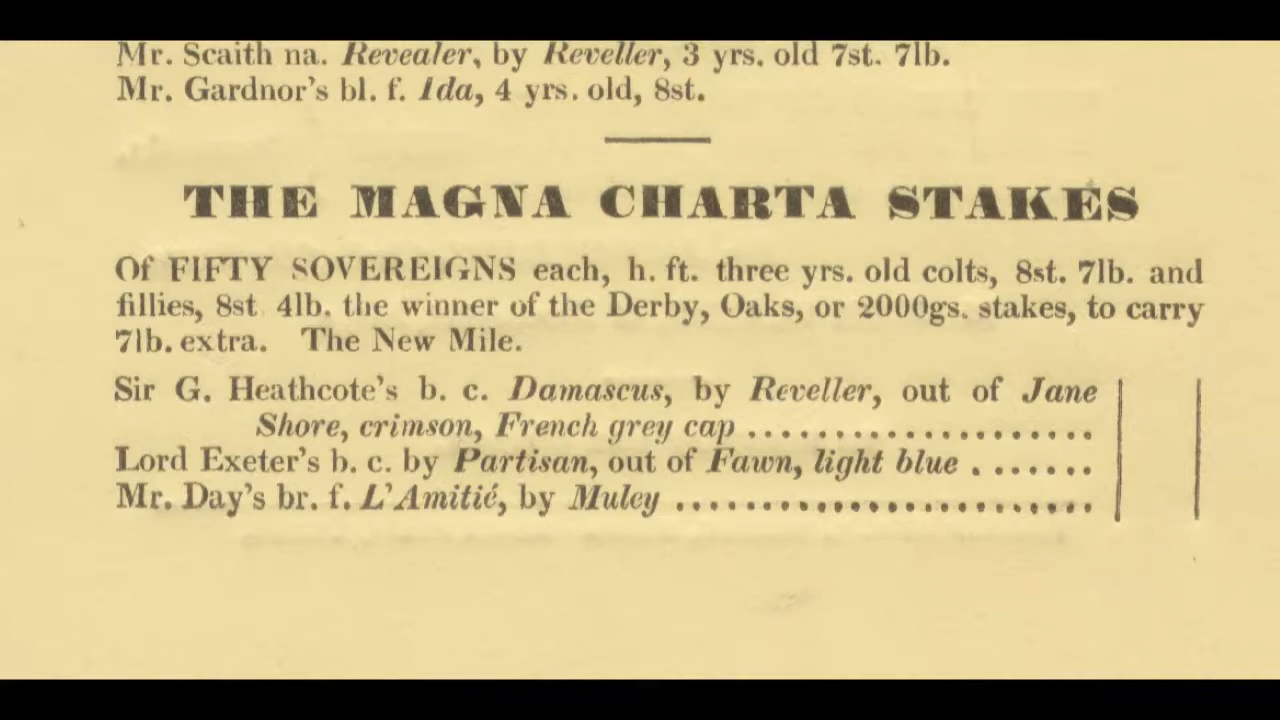 Mr. Scaith na. Revealer, by Reveller, 3 yrs. old 7st. 7lb.
Mr. Gardnor's bl. f. Ida, 4 yrs. old, 8st.
THE MAGNA CHARTA STAKES
Of FIFTY SOVEREIGNS each, h. ft. three yrs. old colts, 8st. 7lb. and
fillies, 8st 4lb. the winner of the Derby, Oaks, or 2000gs. stakes, to carry
7lb. extra. The New Mile.
Sir G. Heathcote's b. c. Damascus, by Reveller, out of Jane
Shore, crimson, French grey cap ...................
Lord Exeter's b. c. by Partisan, out of Fawn, light blue .......
Mr. Day's br. f. L'Amitié, by Muley .........................